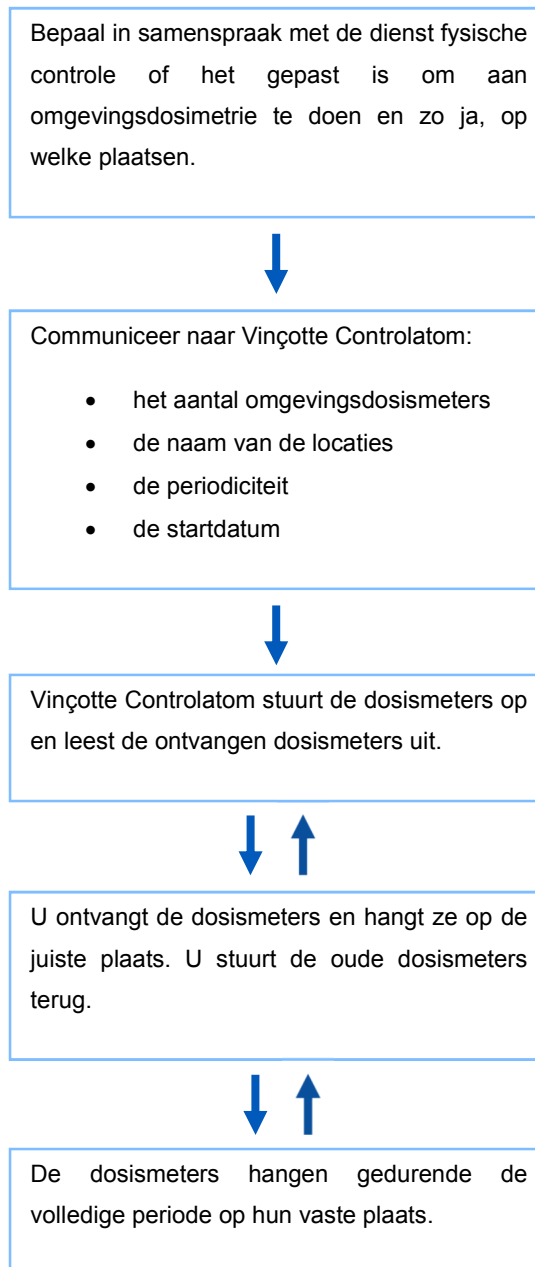 Bepaal in samenspraak met de dienst fysische
controle of het gepast is om aan
omgevingsdosimetrie te doen en zo ja, op
welke plaatsen.
Communiceer naar Vinçotte Controlatom:
• het aantal omgevingsdosismeters
• de naam van de locaties
• de periodiciteit
• de startdatum
Vinçotte Controlatom stuurt de dosismeters op
en leest de ontvangen dosismeters uit.
U ontvangt de dosismeters en hangt ze op de
juiste plaats. U stuurt de oude dosismeters
terug.
De dosismeters hangen gedurende de
volledige periode op hun vaste plaats.